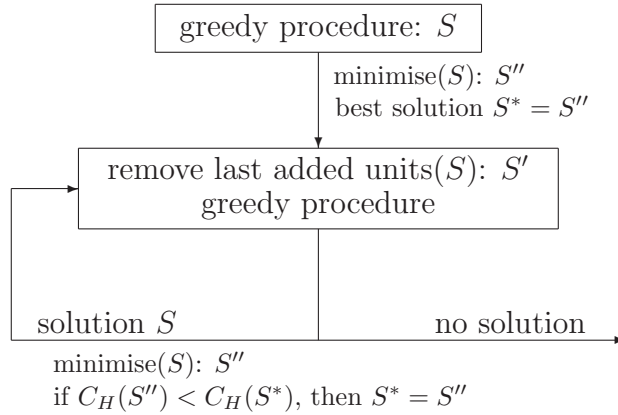 greedy procedure: S
minimise(S): S′′
best solution S* = S′′
remove last added units(S): S′
greedy procedure
solution S
no solution
minimise(S): S′′
if C_H(S′′) < C_H(S*), then S* = S′′